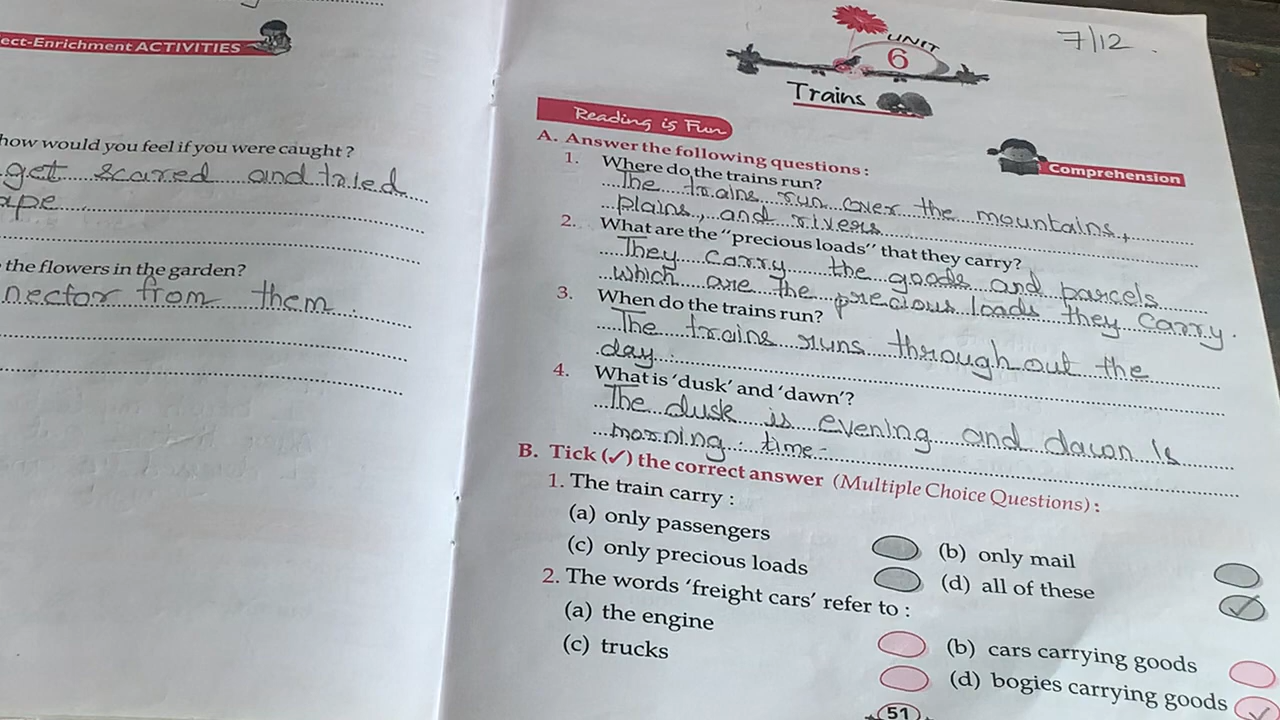 ect-Enrichment ACTIVITIES
how would you feel if you were caught?
get scared and tried
ape
the flowers in the garden?
nector from them.
7/12.
UNIT
6
Trains
Reading is Fun
Comprehension
A. Answer the following questions:
1. Where do the trains run?
The trains run over the mountains,
plains, and rivers
2. What are the "precious loads" that they carry?
They carry the goods and parcels
which are the precious loads they carry.
3. When do the trains run?
The trains runs throughout the
day.
4. What is 'dusk' and 'dawn'?
The dusk is evening and dawn is
morning. time-
B. Tick (✓) the correct answer (Multiple Choice Questions):
1. The train carry:
(a) only passengers (b) only mail
(c) only precious loads (d) all of these ✓
2. The words 'freight cars' refer to:
(a) the engine (b) cars carrying goods
(c) trucks (d) bogies carrying goods ✓
51